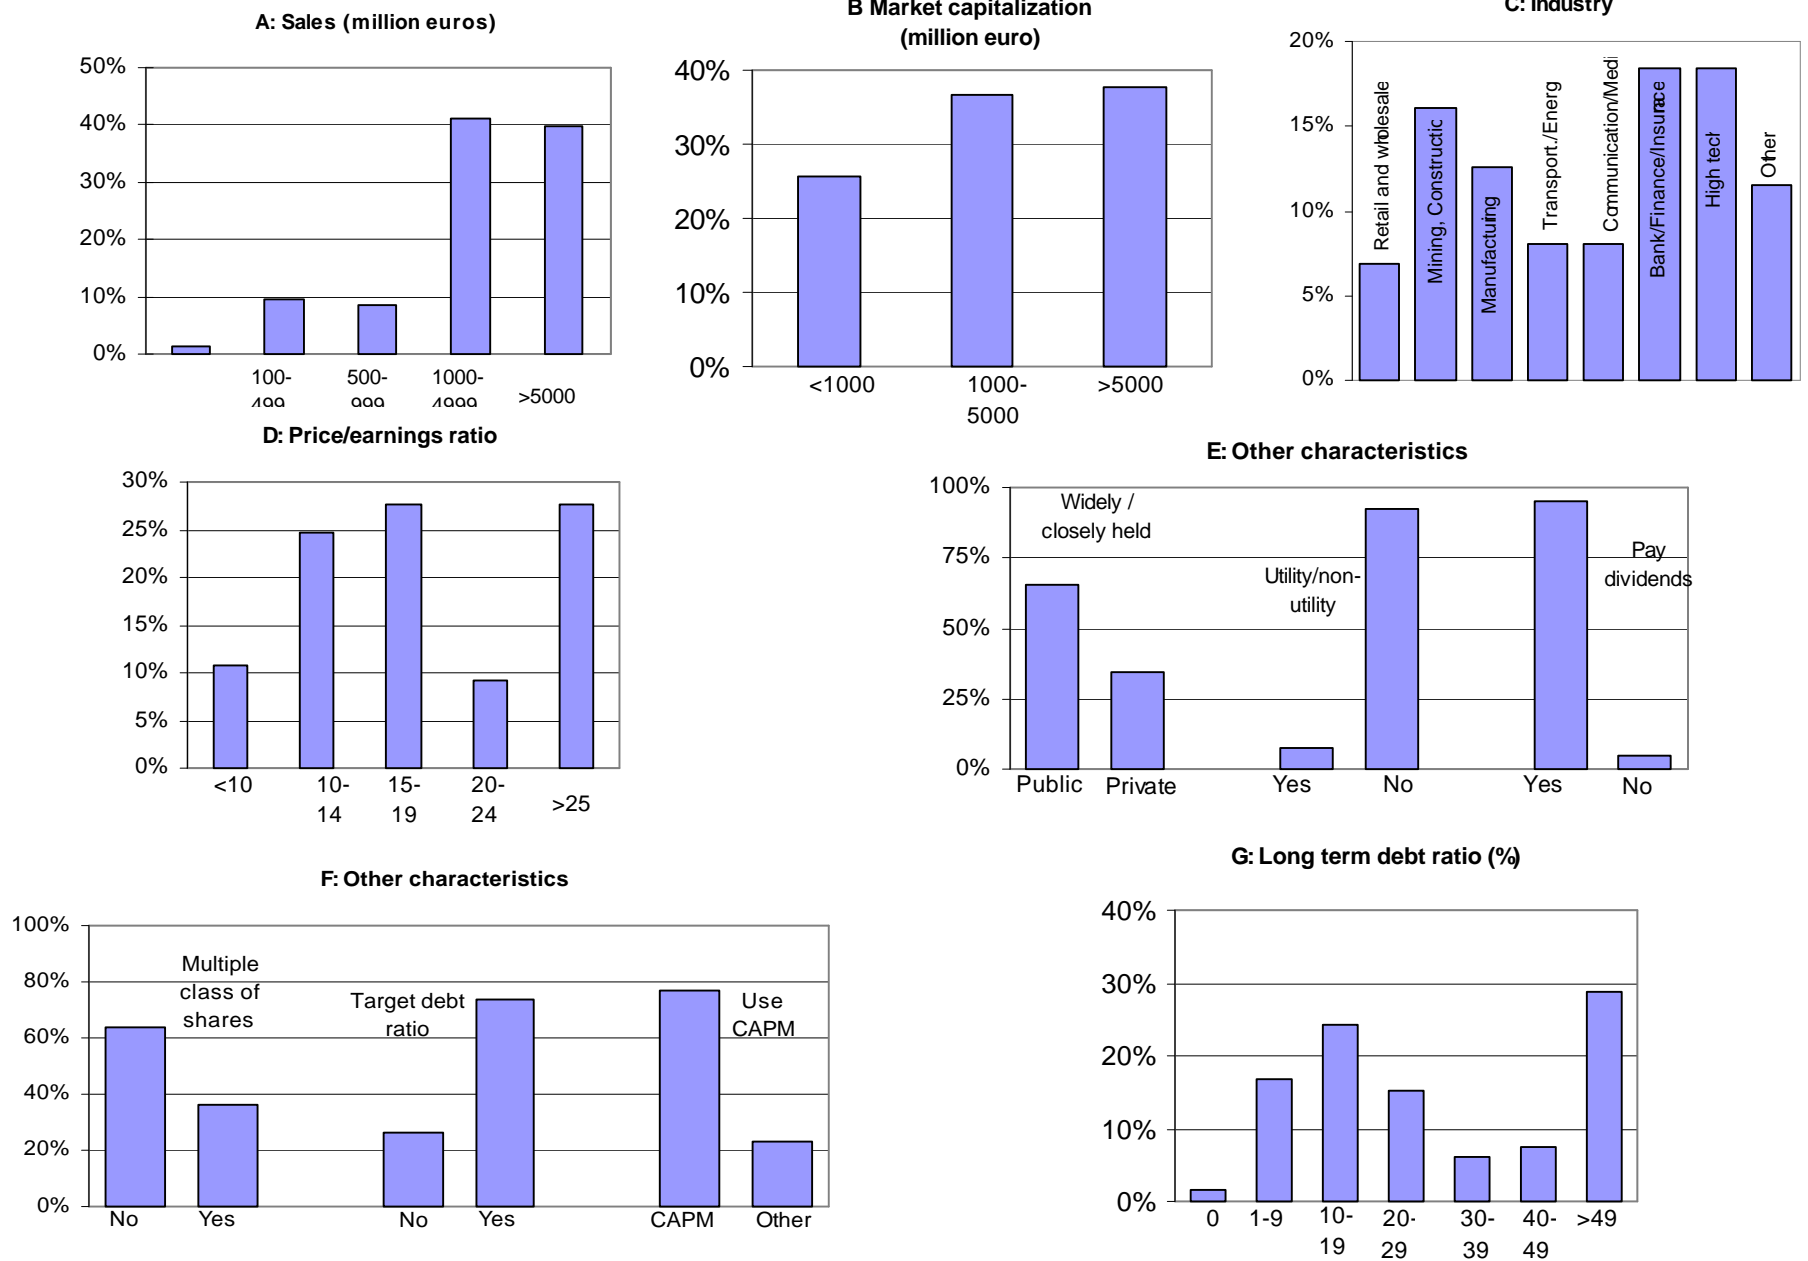 A: Sales (million euros)
50%
40%
30%
20%
10%
0%
100-
500-
1000-
>5000
B Market capitalization
(million euro)
40%
30%
20%
10%
0%
<1000
1000-
5000
>5000
C: Industry
20%
15%
10%
5%
0%
Retail and wholesale
Mining, Constructic
Manufacturing
Transport./Energ
Communication/Medi
Bank/Finance/Insurance
High tecl
Other
D: Price/earnings ratio
30%
25%
20%
15%
10%
5%
0%
<10
10-
14
15-
19
20-
24
>25
E: Other characteristics
100%
75%
50%
25%
0%
Widely /
closely held
Utility/non-
utility
Pay
dividends
Public
Private
Yes
No
Yes
No
F: Other characteristics
100%
80%
60%
40%
20%
0%
Multiple
class of
shares
Target debt
ratio
Use
CAPM
No
Yes
No
Yes
CAPM
Other
G: Long term debt ratio (%)
40%
30%
20%
10%
0%
0
1-9
10-
19
20-
29
30-
39
40-
49
>49